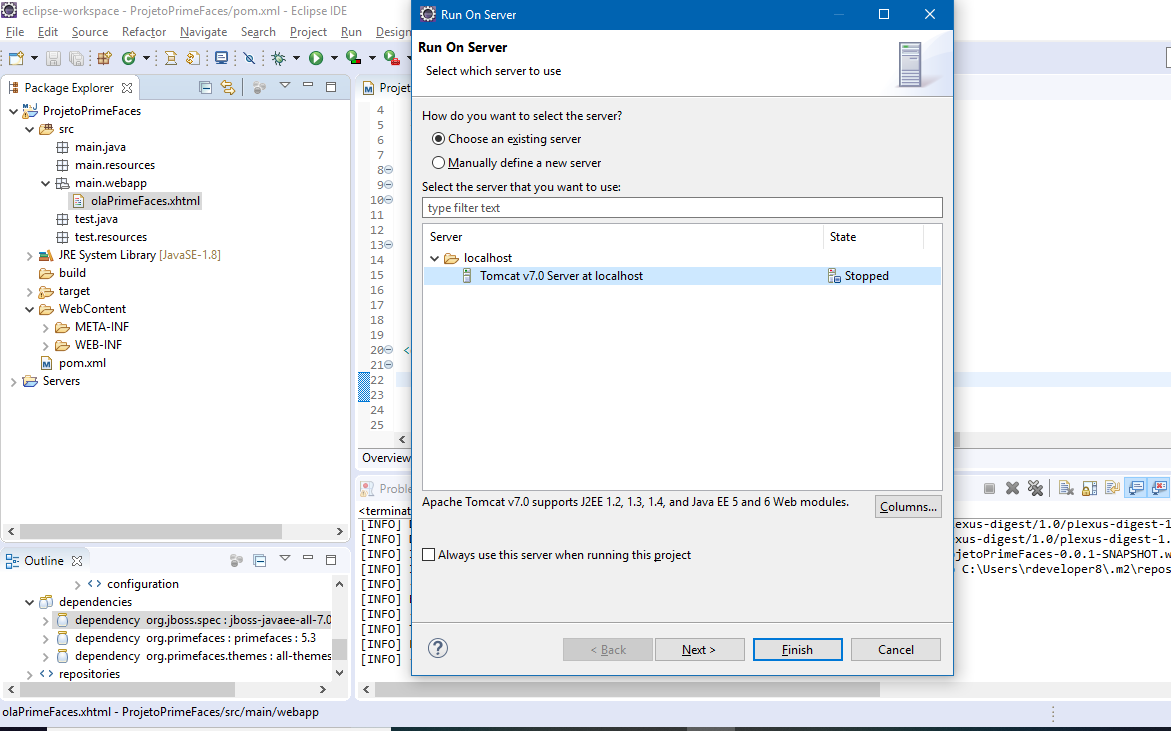 eclipse-workspace - ProjetoPrimeFaces/pom.xml - Eclipse IDE
File Edit Source Refactor Navigate Search Project Run Design
Package Explorer
ProjetoPrimeFaces
src
main.java
main.resources
main.webapp
olaPrimeFaces.xhtml
test.java
test.resources
JRE System Library [JavaSE-1.8]
build
target
WebContent
META-INF
WEB-INF
pom.xml
Servers
Outline
configuration
dependencies
dependency org.jboss.spec : jboss-javaee-all-7.0
dependency org.primefaces : primefaces : 5.3
dependency org.primefaces.themes : all-themes
repositories
olaPrimeFaces.xhtml - ProjetoPrimeFaces/src/main/webapp
Projet
4
5
6
7
8
9
10
11
12
13
14
15
16
17
18
19
20 <
21
22
23
24
25
Overview
Proble
<terminat
[INFO]
[INFO]
[INFO]
[INFO]
[INFO]
[INFO]
[INFO]
[INFO]
[INFO]
[INFO]
lexus-digest/1.0/plexus-digest-1
xus-digest/1.0/plexus-digest-1.
ojetoPrimeFaces-0.0.1-SNAPSHOT.w
C:\Users\rdeveloper8\.m2\repos
Run On Server
Run On Server
Select which server to use
How do you want to select the server?
Choose an existing server
Manually define a new server
Select the server that you want to use:
type filter text
Server State
localhost
Tomcat v7.0 Server at localhost Stopped
Apache Tomcat v7.0 supports J2EE 1.2, 1.3, 1.4, and Java EE 5 and 6 Web modules.
Columns...
Always use this server when running this project
? < Back Next > Finish Cancel